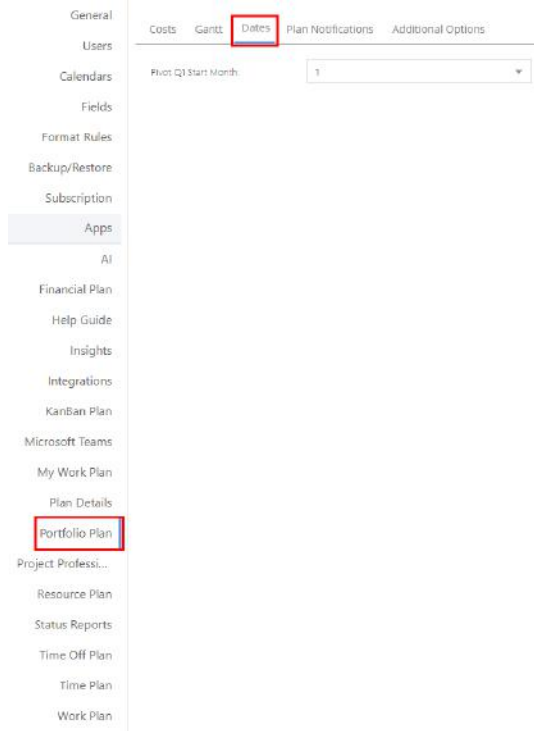 General
Users
Calendars
Fields
Format Rules
Backup/Restore
Subscription
Apps
AI
Financial Plan
Help Guide
Insights
Integrations
KanBan Plan
Microsoft Teams
My Work Plan
Plan Details
Portfolio Plan
Project Professi...
Resource Plan
Status Reports
Time Off Plan
Time Plan
Work Plan
Costs Gantt Dates Plan Notifications Additional Options
Pivot Q1 Start Month: 1